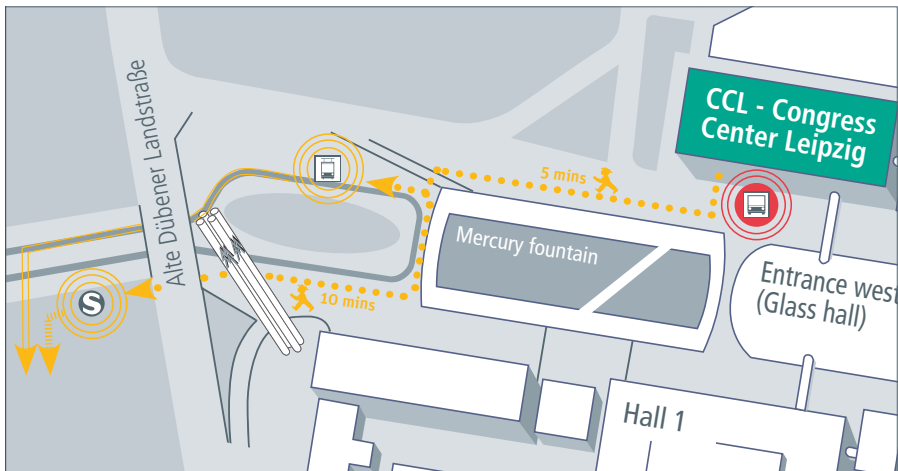 CCL - Congress
Center Leipzig
Alte Dübener Landstraße
5 mins
Mercury fountain
Entrance west
(Glass hall)
S
10 mins
Hall 1